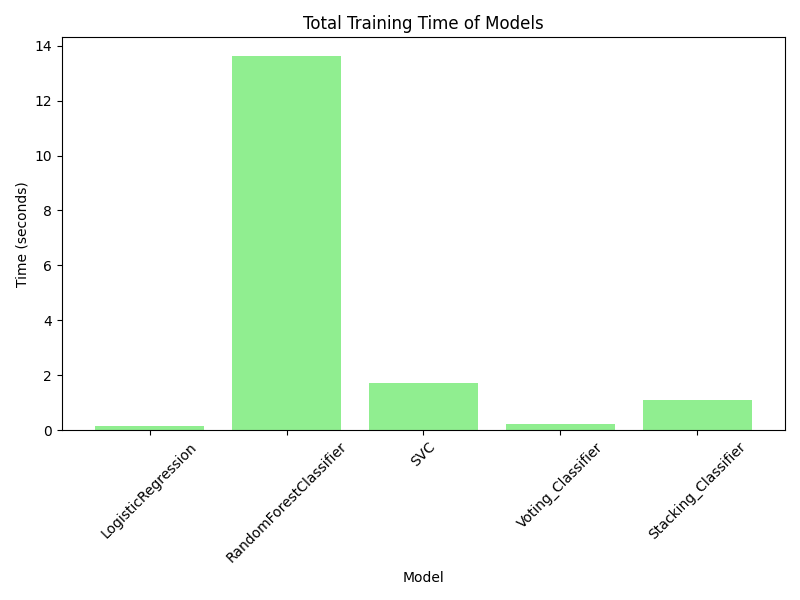 Total Training Time of Models
Time (seconds)
14
12
10
8
6
4
2
0
LogisticRegression
RandomForestClassifier
SVC
Voting_Classifier
Stacking_Classifier
Model